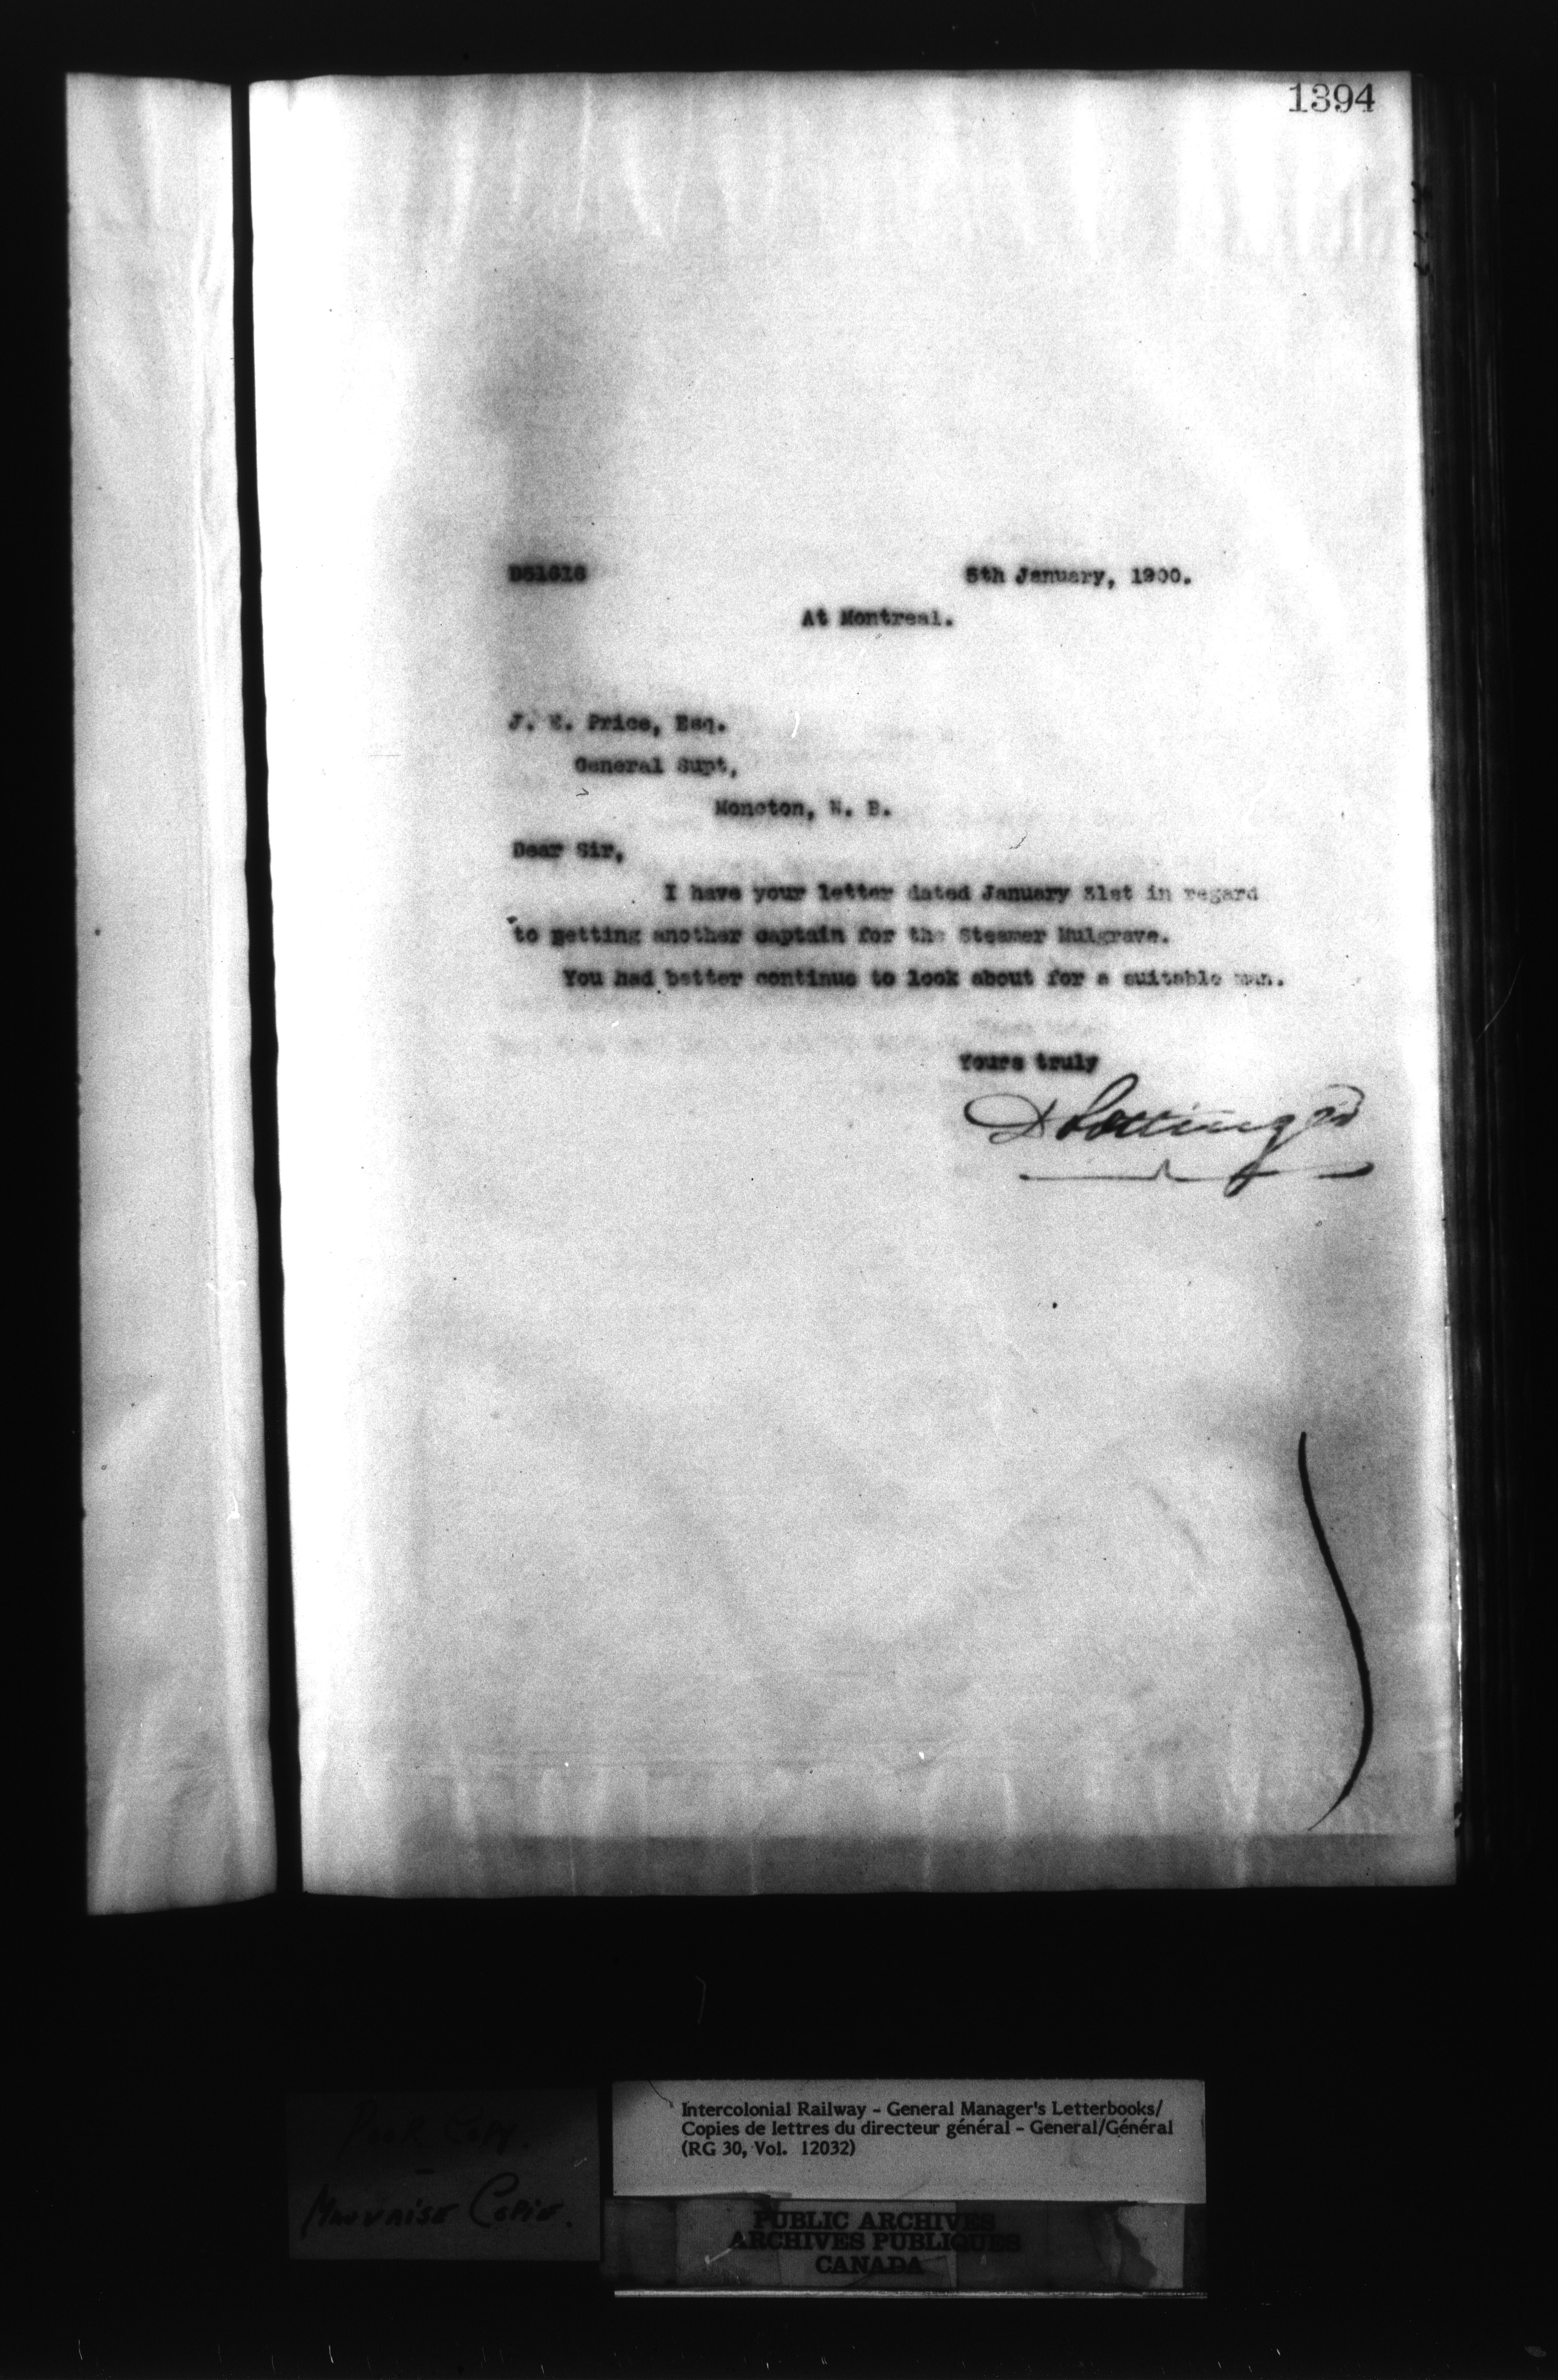 1394
D51616
5th January, 1900.
At Montreal.
J. E. Price, Esq.
General Supt,
Moncton, N. B.
Dear Sir,
I have your letter dated January 31st in regard
to getting another captain for the Steamer Mulgrave.
You had better continue to look about for a suitable man.
Yours truly
D Pottinger
Poor Copy.
Mauvaise Copie.
Intercolonial Railway - General Manager's Letterbooks/
Copies de lettres du directeur général - General/Général
(RG 30, Vol. 12032)
PUBLIC ARCHIVES
ARCHIVES PUBLIQUES
CANADA